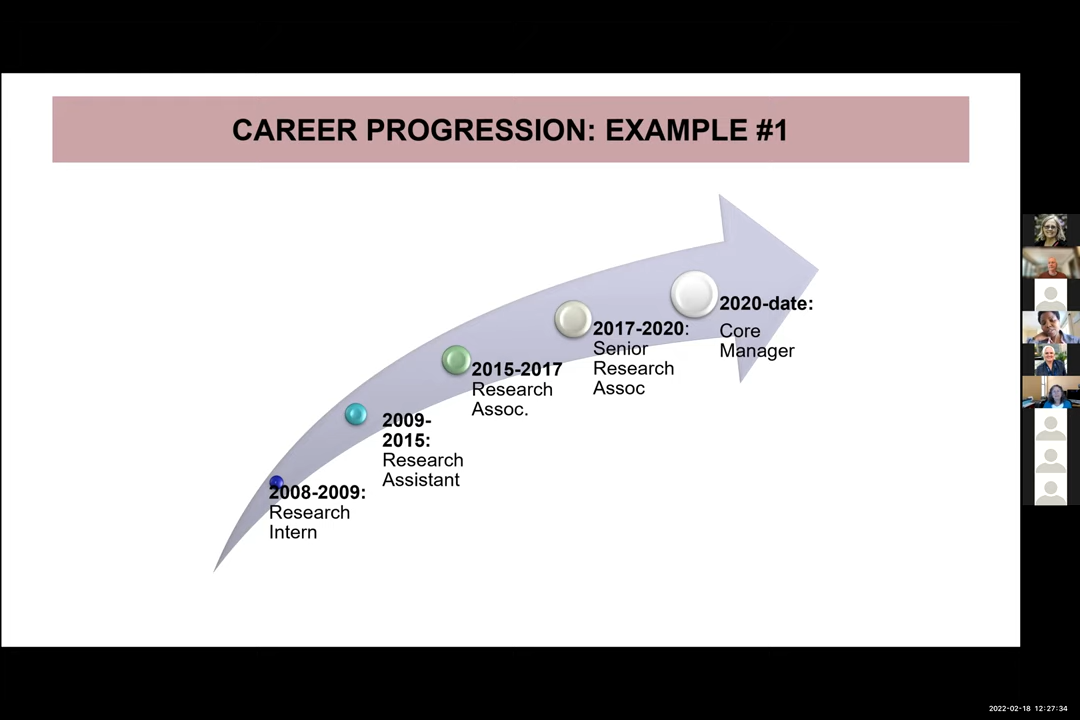 CAREER PROGRESSION: EXAMPLE #1
2020-date:
Core
Manager
2017-2020:
Senior
Research
Assoc
2015-2017
Research
Assoc.
2009-
2015:
Research
Assistant
2008-2009:
Research
Intern
2022-02-18 12:27:34